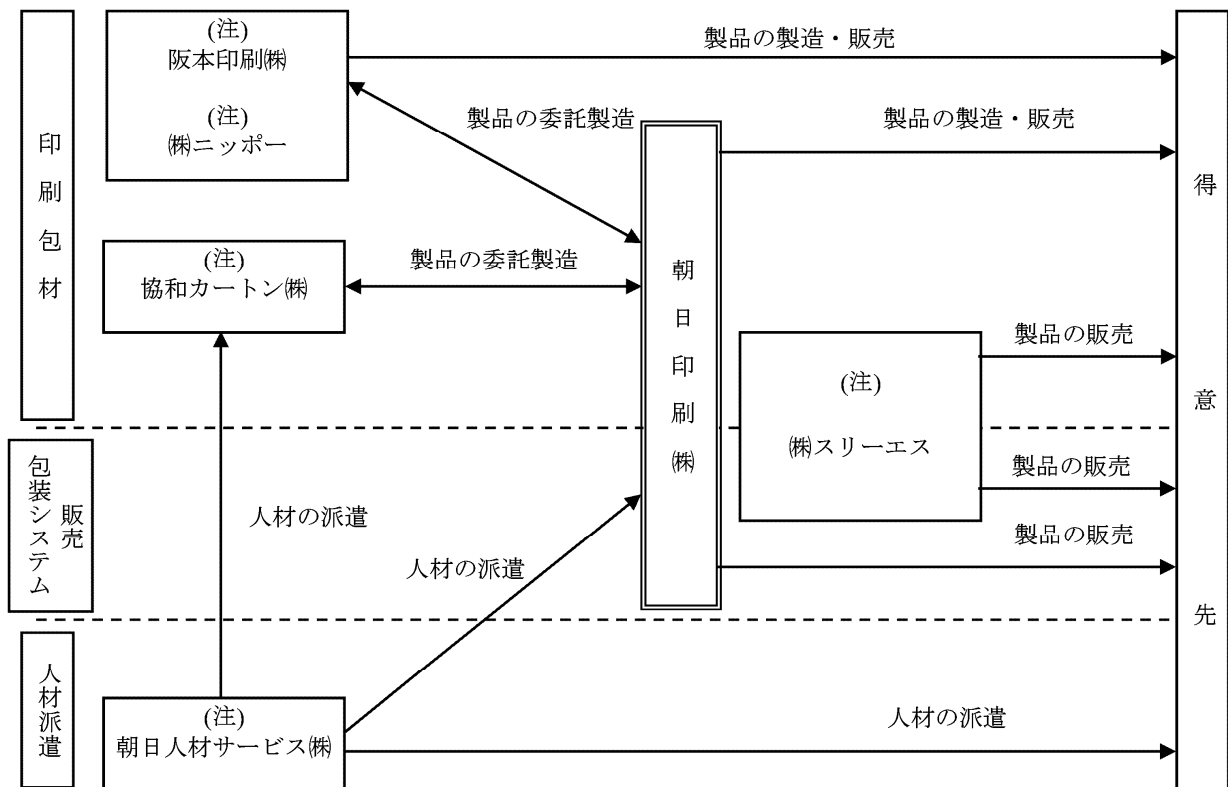 印刷包材
(注)
阪本印刷㈱
(注)
㈱ニッポー
製品の製造・販売
製品の委託製造
製品の製造・販売
(注)
協和カートン㈱
製品の委託製造
朝日印刷㈱
(注)
㈱スリーエス
製品の販売
製品の販売
製品の販売
得意先
包装システム
販売
人材の派遣
人材の派遣
人材派遣
(注)
朝日人材サービス㈱
人材の派遣